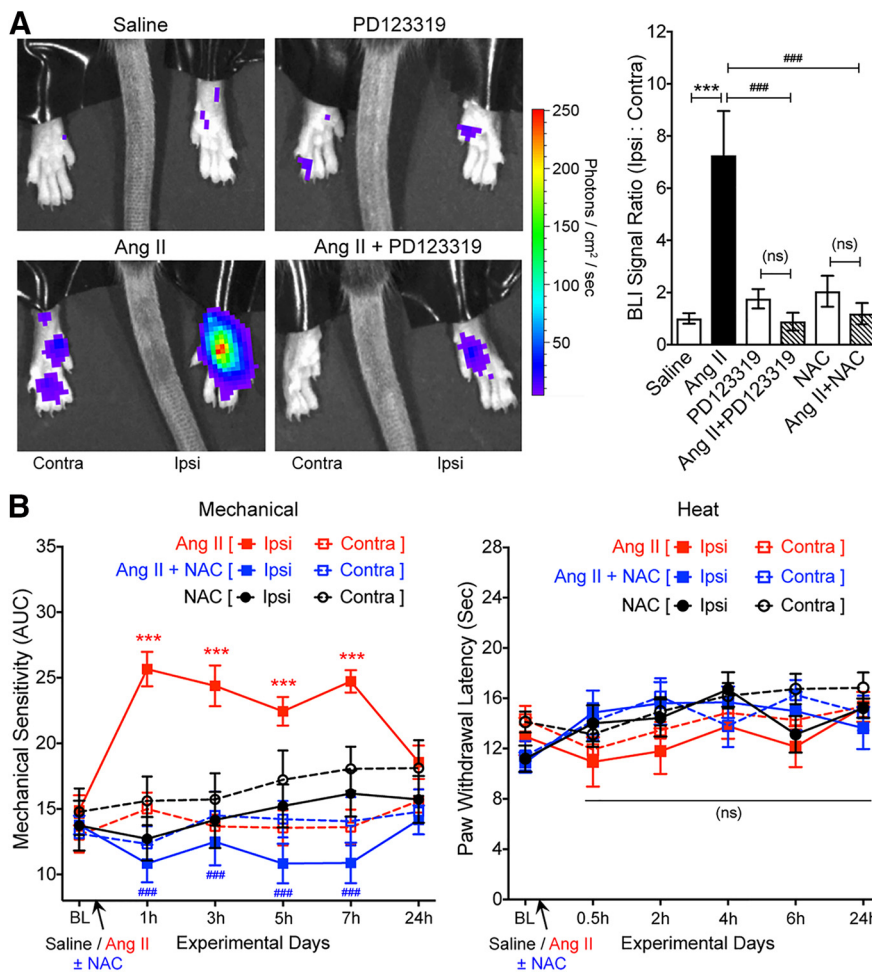 A
Saline
PD123319
Ang II
Ang II + PD123319
Contra
Ipsi
Contra
Ipsi
250
200
150
100
50
Photons / cm² / sec
12
10
8
6
4
2
0
BLI Signal Ratio (Ipsi : Contra)
***
###
###
(ns)
(ns)
Saline
Ang II
PD123319
Ang II+PD123319
NAC
Ang II+NAC
B
Mechanical
Ang II [ Ipsi Contra ]
Ang II + NAC [ Ipsi Contra ]
NAC [ Ipsi Contra ]
35
30
25
20
15
10
Mechanical Sensitivity (AUC)
*** *** *** ***
### ### ### ###
BL 1h 3h 5h 7h 24h
Experimental Days
Saline / Ang II
± NAC
Heat
Ang II [ Ipsi Contra ]
Ang II + NAC [ Ipsi Contra ]
NAC [ Ipsi Contra ]
28
24
20
16
12
8
4
0
Paw Withdrawal Latency (Sec)
(ns)
BL 0.5h 2h 4h 6h 24h
Experimental Days
Saline / Ang II
± NAC